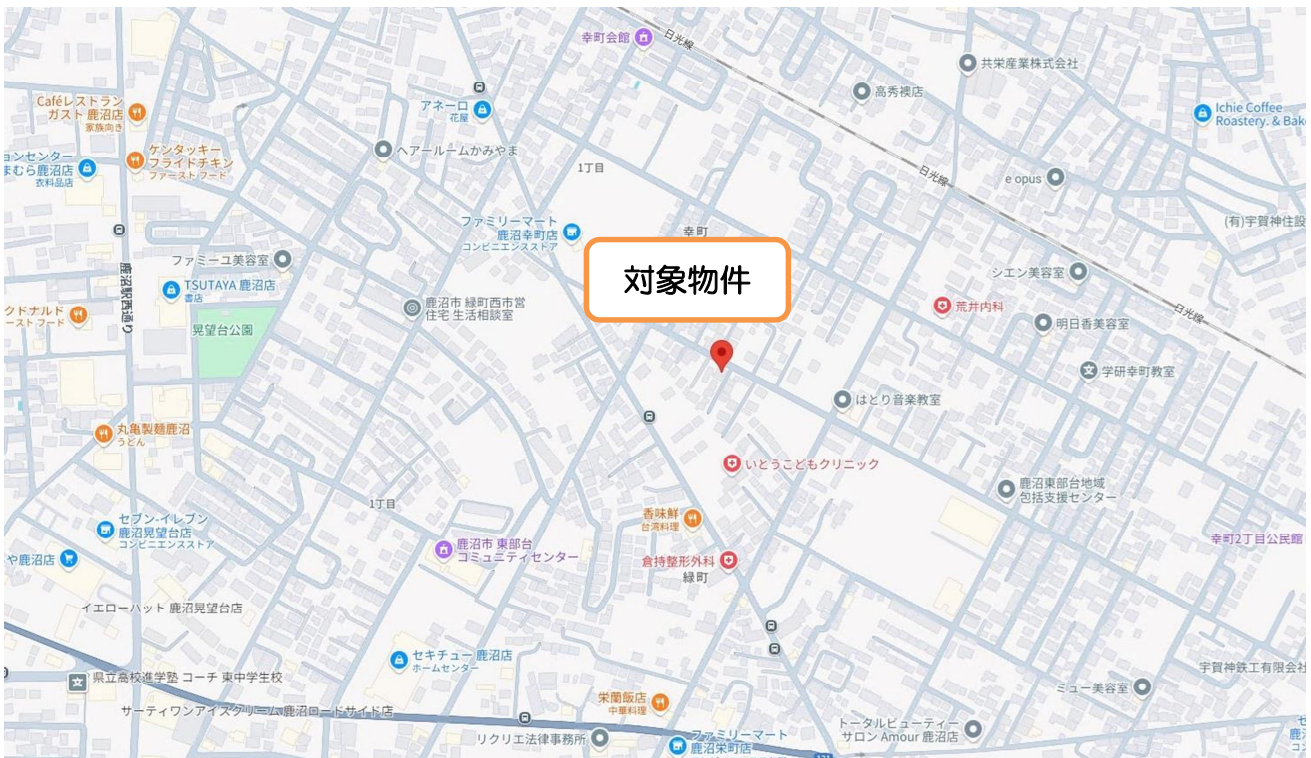 幸町会館
日光線
共栄産業株式会社
高秀襖店
Caféレストラン
ガスト 鹿沼店
家族向き
アネーロ
花屋
Ichie Coffee
Roastery. & Bak
ケンタッキー
フライドチキン
ファースト フード
ヘアールームかみやま
ョンセンター
まむら鹿沼店
衣料品店
1丁目
日光線
e opus
ファミリーマート
鹿沼幸町店
コンビニエンスストア
幸町
(有)宇賀神住設
ファミーユ美容室
対象物件
シエン美容室
鹿沼駅西通り
TSUTAYA 鹿沼店
書店
鹿沼市 緑町西市営
住宅 生活相談室
荒井内科
日光線
クドナルド
ースト フード
晃望台公園
明日香美容室
学研幸町教室
はとり音楽教室
丸亀製麺鹿沼
うどん
いとうこどもクリニック
鹿沼東部台地域
包括支援センター
1丁目
香味鮮
台湾料理
セブン-イレブン
鹿沼晃望台店
コンビニエンスストア
鹿沼市 東部台
コミュニティセンター
幸町2丁目公民館
や鹿沼店
倉持整形外科
緑町
イエローハット 鹿沼晃望台店
セキチュー 鹿沼店
ホームセンター
宇賀神鉄工有限会社
県立高校進学塾 コーチ 東中学生校
ミュー美容室
栄蘭飯店
中華料理
サーティワンアイスクリーム 鹿沼ロードサイド店
リクリエ法律事務所
ファミリーマート
鹿沼栄町店
トータルビューティー
サロン Amour 鹿沼店